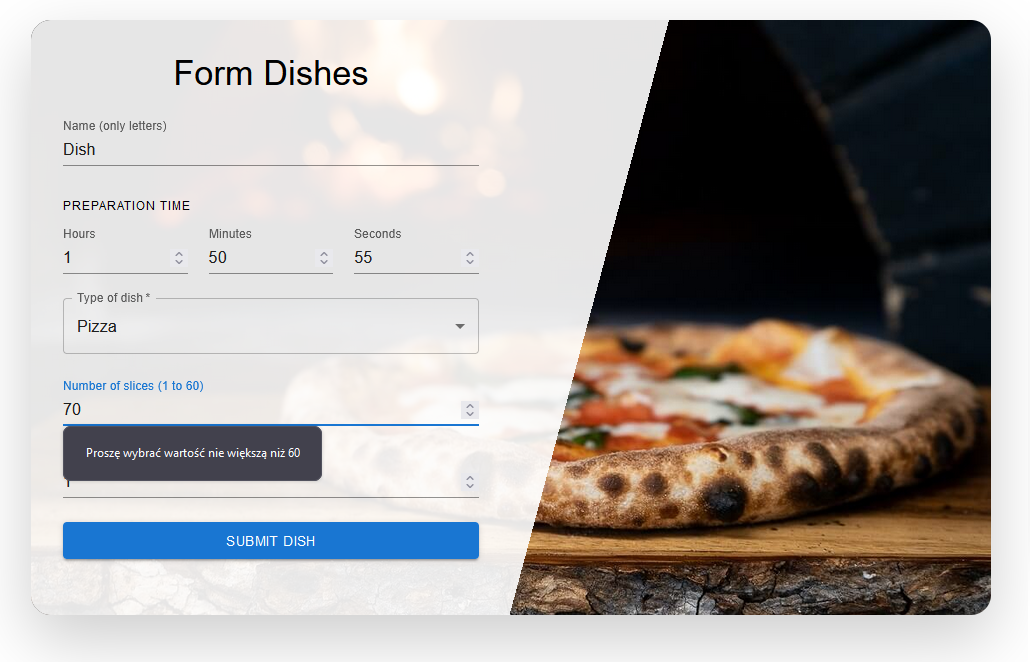 Form Dishes
Name (only letters)
Dish
PREPARATION TIME
Hours Minutes Seconds
1 50 55
Type of dish *
Pizza
Number of slices (1 to 60)
70
Proszę wybrać wartość nie większą niż 60
SUBMIT DISH